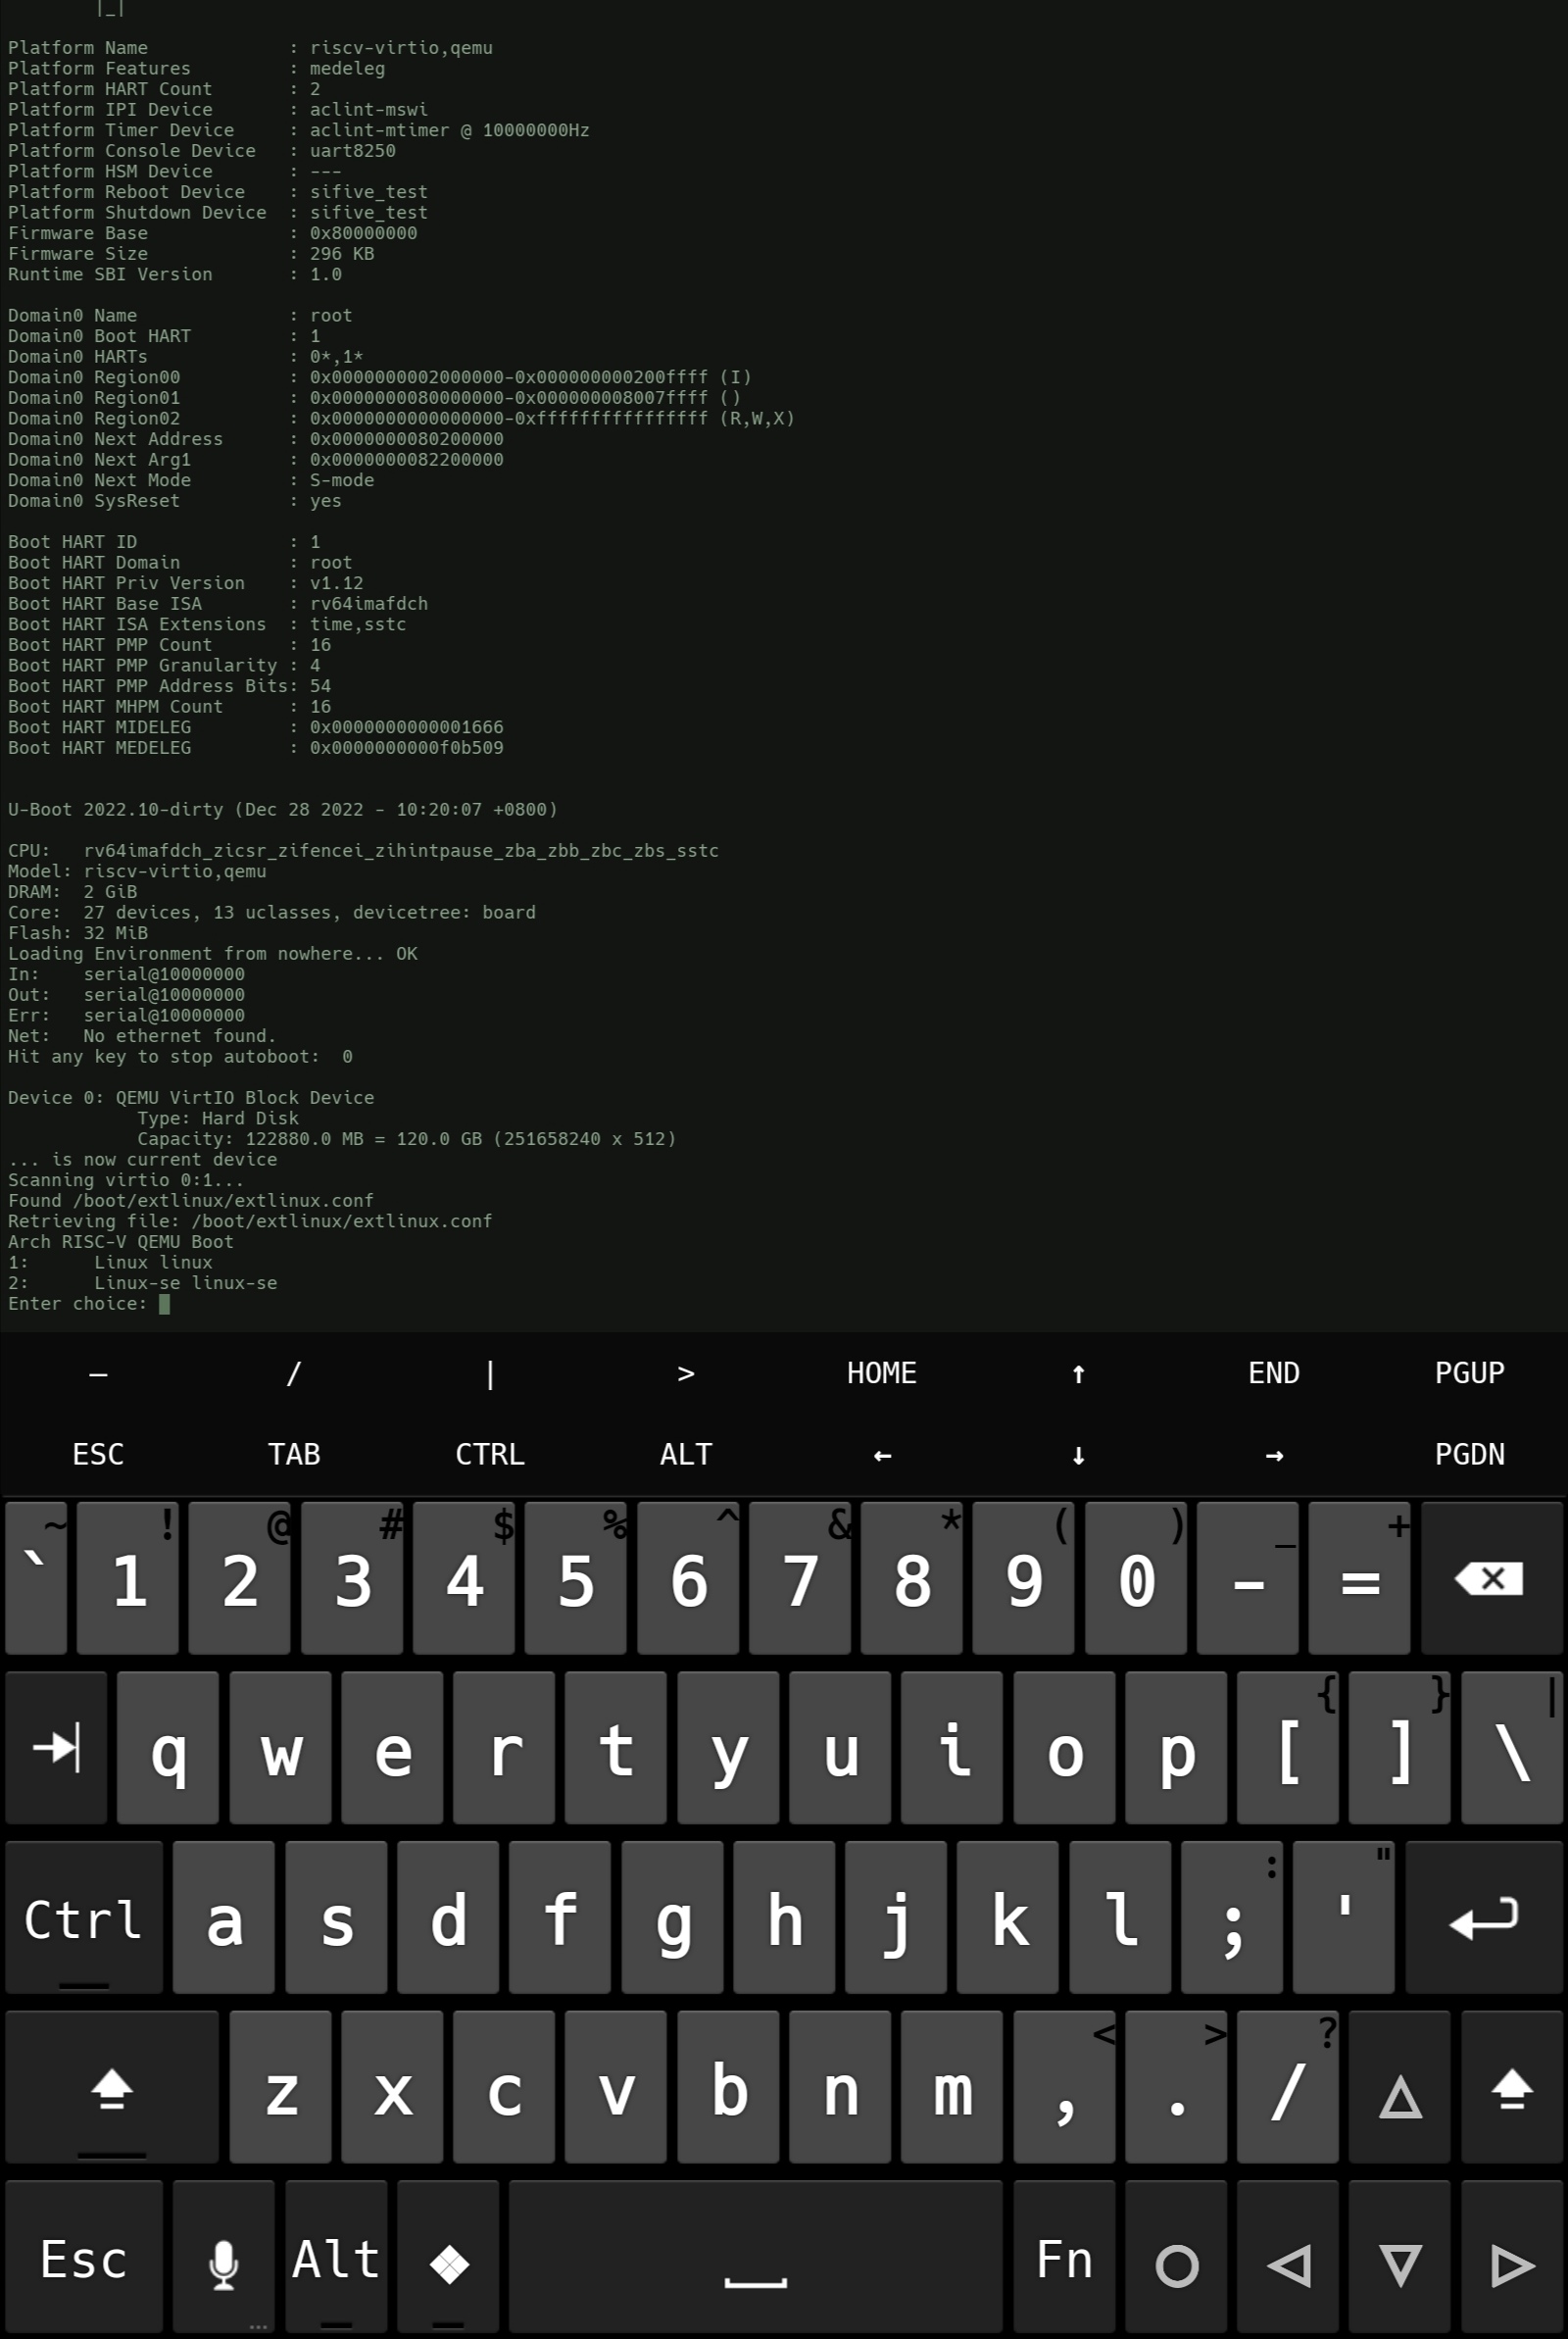 |_|
Platform Name             : riscv-virtio,qemu
Platform Features         : medeleg
Platform HART Count       : 2
Platform IPI Device       : aclint-mswi
Platform Timer Device     : aclint-mtimer @ 10000000Hz
Platform Console Device   : uart8250
Platform HSM Device       : ---
Platform Reboot Device    : sifive_test
Platform Shutdown Device  : sifive_test
Firmware Base             : 0x80000000
Firmware Size             : 296 KB
Runtime SBI Version       : 1.0
Domain0 Name              : root
Domain0 Boot HART         : 1
Domain0 HARTs             : 0*,1*
Domain0 Region00          : 0x0000000002000000-0x000000000200ffff (I)
Domain0 Region01          : 0x0000000080000000-0x000000008007ffff ()
Domain0 Region02          : 0x0000000000000000-0xffffffffffffffff (R,W,X)
Domain0 Next Address      : 0x0000000080200000
Domain0 Next Arg1         : 0x0000000082200000
Domain0 Next Mode         : S-mode
Domain0 SysReset          : yes
Boot HART ID              : 1
Boot HART Domain          : root
Boot HART Priv Version    : v1.12
Boot HART Base ISA        : rv64imafdch
Boot HART ISA Extensions  : time,sstc
Boot HART PMP Count       : 16
Boot HART PMP Granularity : 4
Boot HART PMP Address Bits: 54
Boot HART MHPM Count      : 16
Boot HART MIDELEG         : 0x0000000000001666
Boot HART MEDELEG         : 0x0000000000f0b509
U-Boot 2022.10-dirty (Dec 28 2022 - 10:20:07 +0800)
CPU:   rv64imafdch_zicsr_zifencei_zihintpause_zba_zbb_zbc_zbs_sstc
Model: riscv-virtio,qemu
DRAM:  2 GiB
Core:  27 devices, 13 uclasses, devicetree: board
Flash: 32 MiB
Loading Environment from nowhere... OK
In:    serial@10000000
Out:   serial@10000000
Err:   serial@10000000
Net:   No ethernet found.
Hit any key to stop autoboot:  0
Device 0: QEMU VirtIO Block Device
            Type: Hard Disk
            Capacity: 122880.0 MB = 120.0 GB (251658240 x 512)
... is now current device
Scanning virtio 0:1...
Found /boot/extlinux/extlinux.conf
Retrieving file: /boot/extlinux/extlinux.conf
Arch RISC-V QEMU Boot
1:      Linux linux
2:      Linux-se linux-se
Enter choice:
— / | > HOME ↑ END PGUP
ESC TAB CTRL ALT ← ↓ → PGDN
~ ! @ # $ % ^ & * ( ) _ +
` 1 2 3 4 5 6 7 8 9 0 - =
{ } |
q w e r t y u i o p [ ] \
: "
Ctrl a s d f g h j k l ; '
< > ?
z x c v b n m , . /
Esc Alt Fn